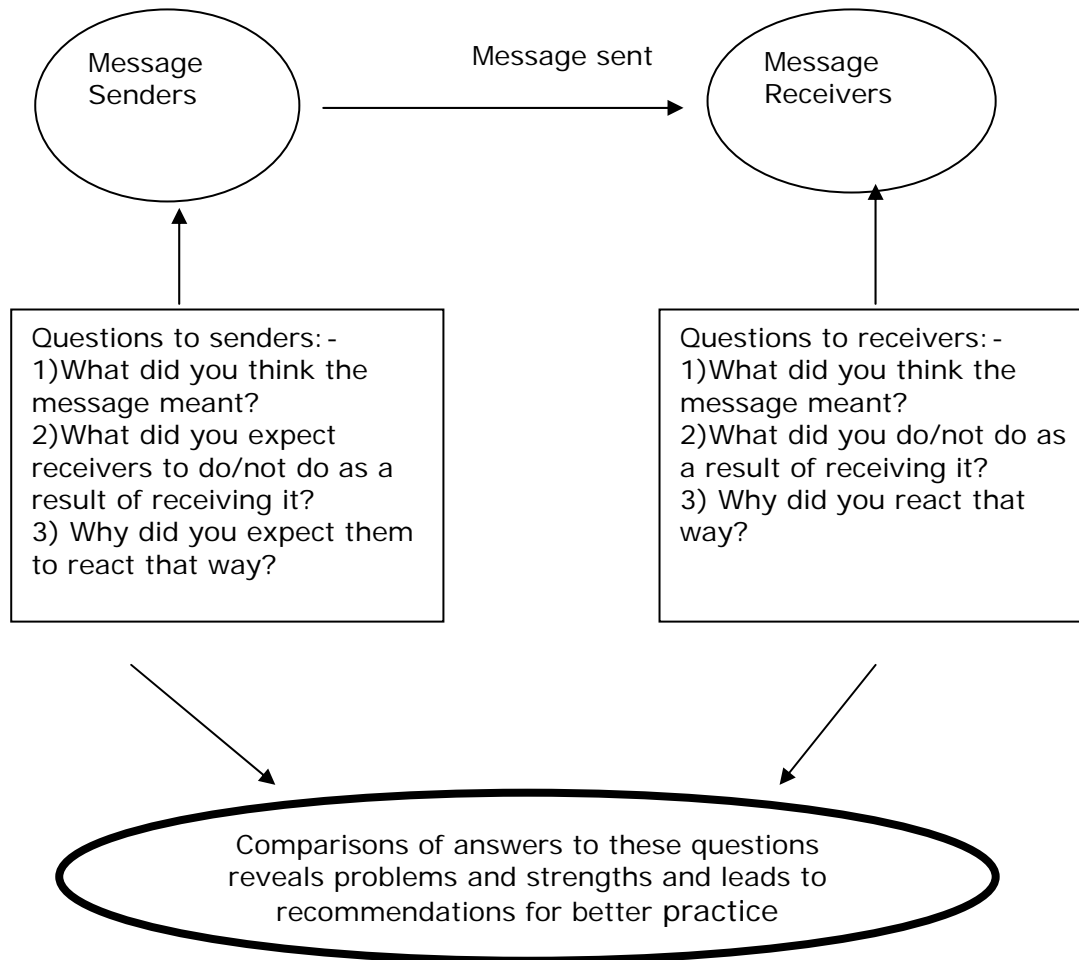 Message
Senders
Message sent
Message
Receivers
Questions to senders:-
1)What did you think the
message meant?
2)What did you expect
receivers to do/not do as a
result of receiving it?
3) Why did you expect them
to react that way?
Questions to receivers:-
1)What did you think the
message meant?
2)What did you do/not do as
a result of receiving it?
3) Why did you react that
way?
Comparisons of answers to these questions
reveals problems and strengths and leads to
recommendations for better practice